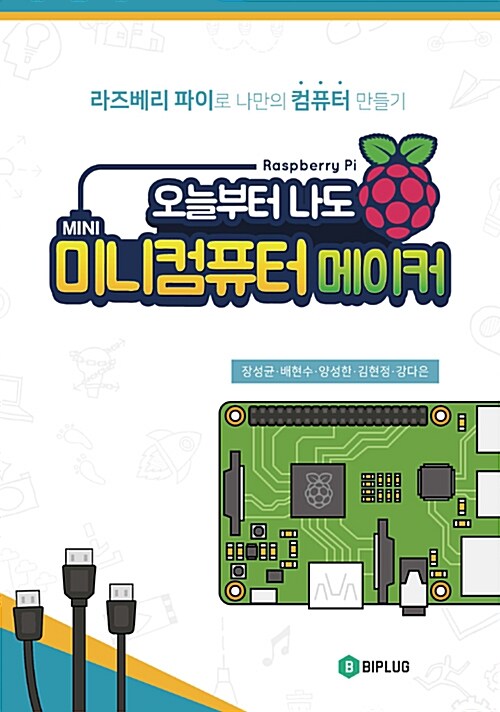 라즈베리 파이로 나만의 컴퓨터 만들기
Raspberry Pi
오늘부터 나도
MINI
미니컴퓨터 메이커
장성균·배현수·양성한·김현정·강다은
B BIPLUG